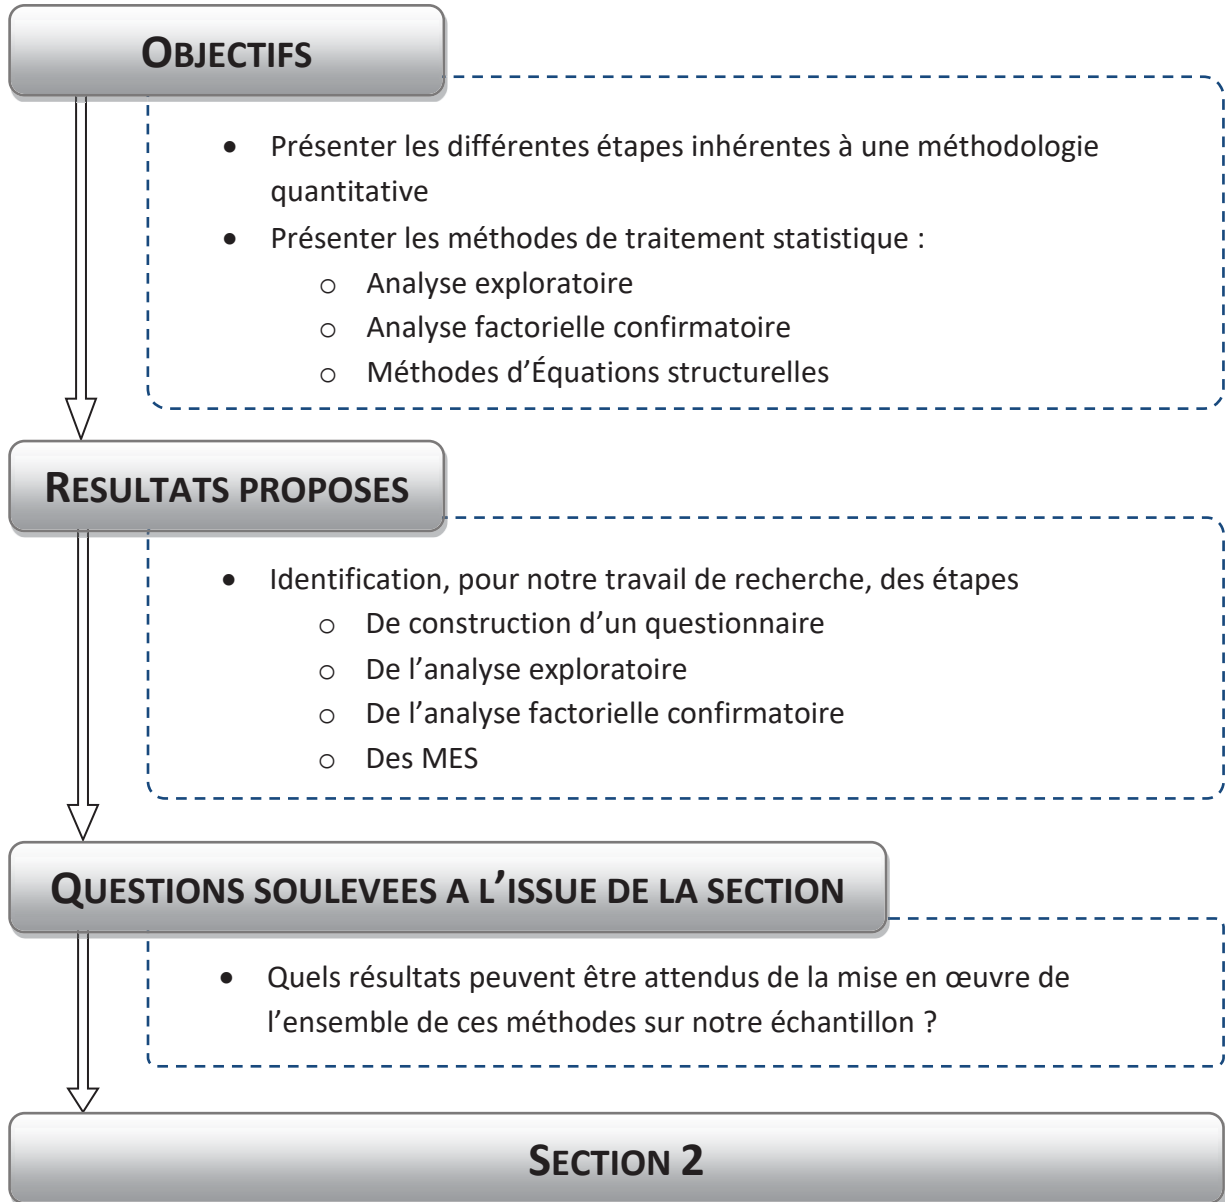 OBJECTIFS
• Présenter les différentes étapes inhérentes à une méthodologie
quantitative
• Présenter les méthodes de traitement statistique :
o Analyse exploratoire
o Analyse factorielle confirmatoire
o Méthodes d’Équations structurelles
RESULTATS PROPOSES
• Identification, pour notre travail de recherche, des étapes
o De construction d’un questionnaire
o De l’analyse exploratoire
o De l’analyse factorielle confirmatoire
o Des MES
QUESTIONS SOULEVEES A L’ISSUE DE LA SECTION
• Quels résultats peuvent être attendus de la mise en œuvre de
l’ensemble de ces méthodes sur notre échantillon ?
SECTION 2